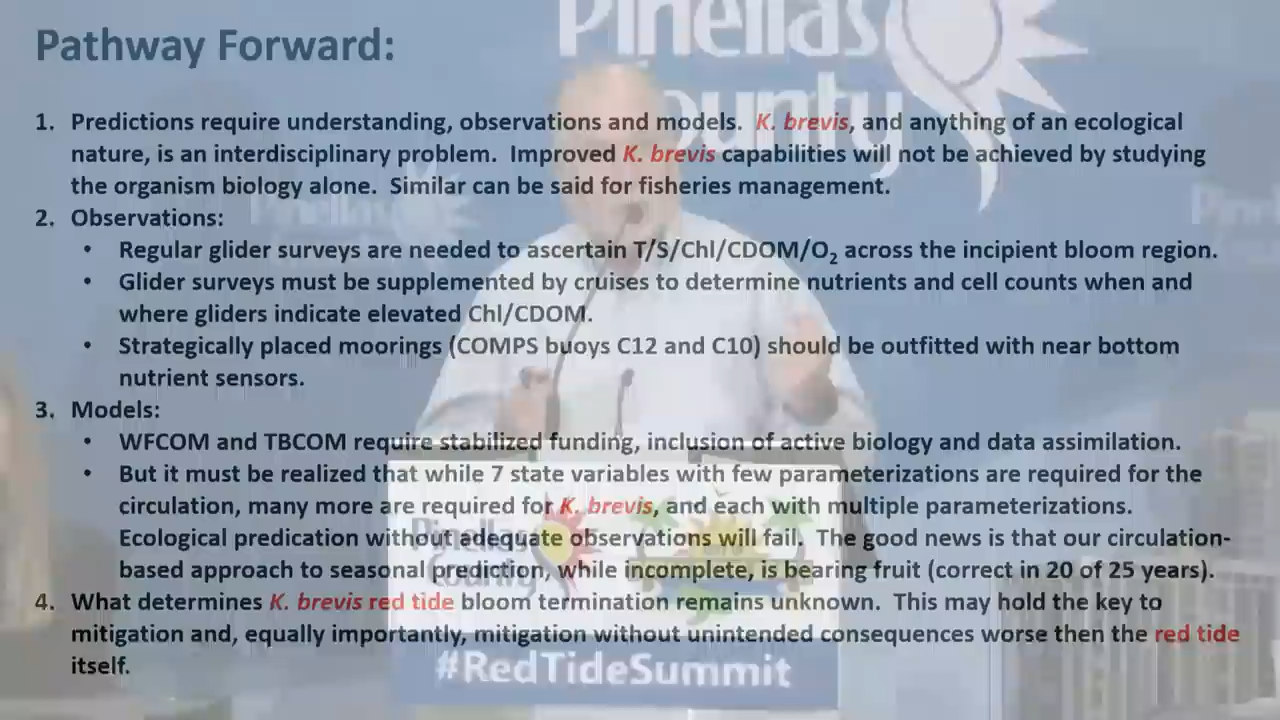 Pathway Forward:
1. Predictions require understanding, observations and models. K. brevis, and anything of an ecological
nature, is an interdisciplinary problem. Improved K. brevis capabilities will not be achieved by studying
the organism biology alone. Similar can be said for fisheries management.
2. Observations:
• Regular glider surveys are needed to ascertain T/S/Chl/CDOM/O₂ across the incipient bloom region.
• Glider surveys must be supplemented by cruises to determine nutrients and cell counts when and
where gliders indicate elevated Chl/CDOM.
• Strategically placed moorings (COMPS buoys C12 and C10) should be outfitted with near bottom
nutrient sensors.
3. Models:
• WFCOM and TBCOM require stabilized funding, inclusion of active biology and data assimilation.
• But it must be realized that while 7 state variables with few parameterizations are required for the
circulation, many more are required for K. brevis, and each with multiple parameterizations.
Ecological predication without adequate observations will fail. The good news is that our circulation-
based approach to seasonal prediction, while incomplete, is bearing fruit (correct in 20 of 25 years).
4. What determines K. brevis red tide bloom termination remains unknown. This may hold the key to
mitigation and, equally importantly, mitigation without unintended consequences worse then the red tide
itself.
Pinellas
County
Pinellas
Pinellas
Pinellas
County
#RedTideSummit